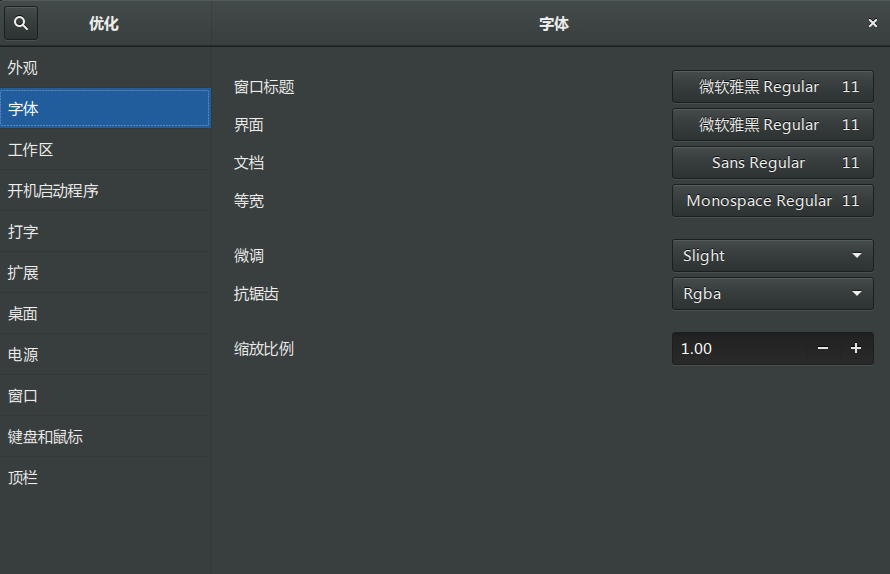 优化
字体
外观
字体
工作区
开机启动程序
打字
扩展
桌面
电源
窗口
键盘和鼠标
顶栏
窗口标题 微软雅黑 Regular 11
界面 微软雅黑 Regular 11
文档 Sans Regular 11
等宽 Monospace Regular 11
微调 Slight
抗锯齿 Rgba
缩放比例 1.00